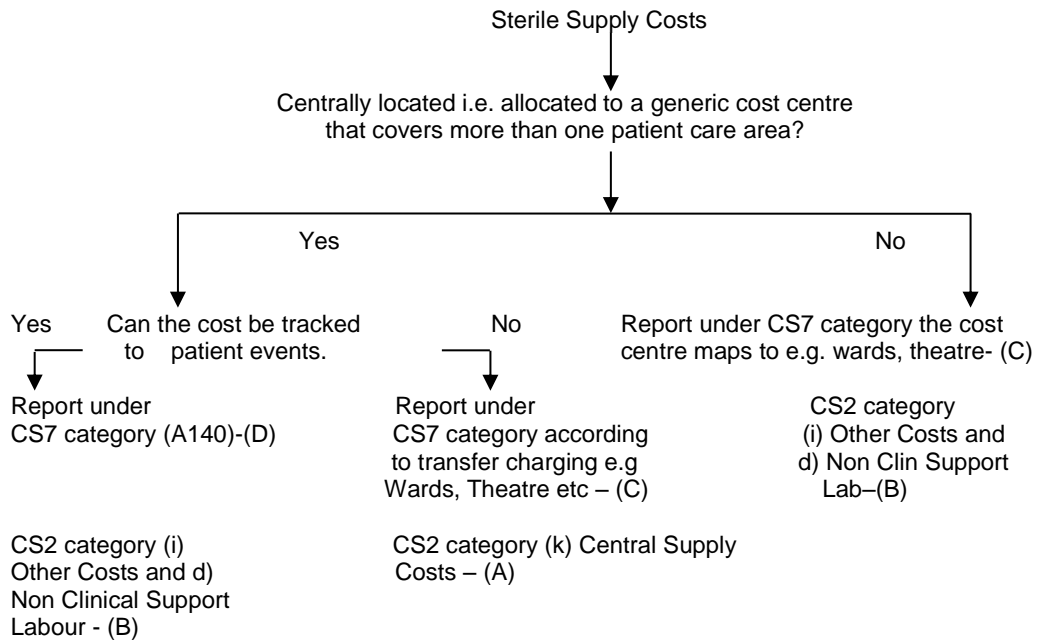 Sterile Supply Costs
Centrally located i.e. allocated to a generic cost centre
that covers more than one patient care area?
Yes
No
Yes
Can the cost be tracked
to patient events.
No
Report under CS7 category the cost
centre maps to e.g. wards, theatre- (C)
Report under
CS7 category (A140)-(D)
Report under
CS7 category according
to transfer charging e.g
Wards, Theatre etc – (C)
CS2 category
(i) Other Costs and
d) Non Clin Support
Lab–(B)
CS2 category (i)
Other Costs and d)
Non Clinical Support
Labour - (B)
CS2 category (k) Central Supply
Costs – (A)